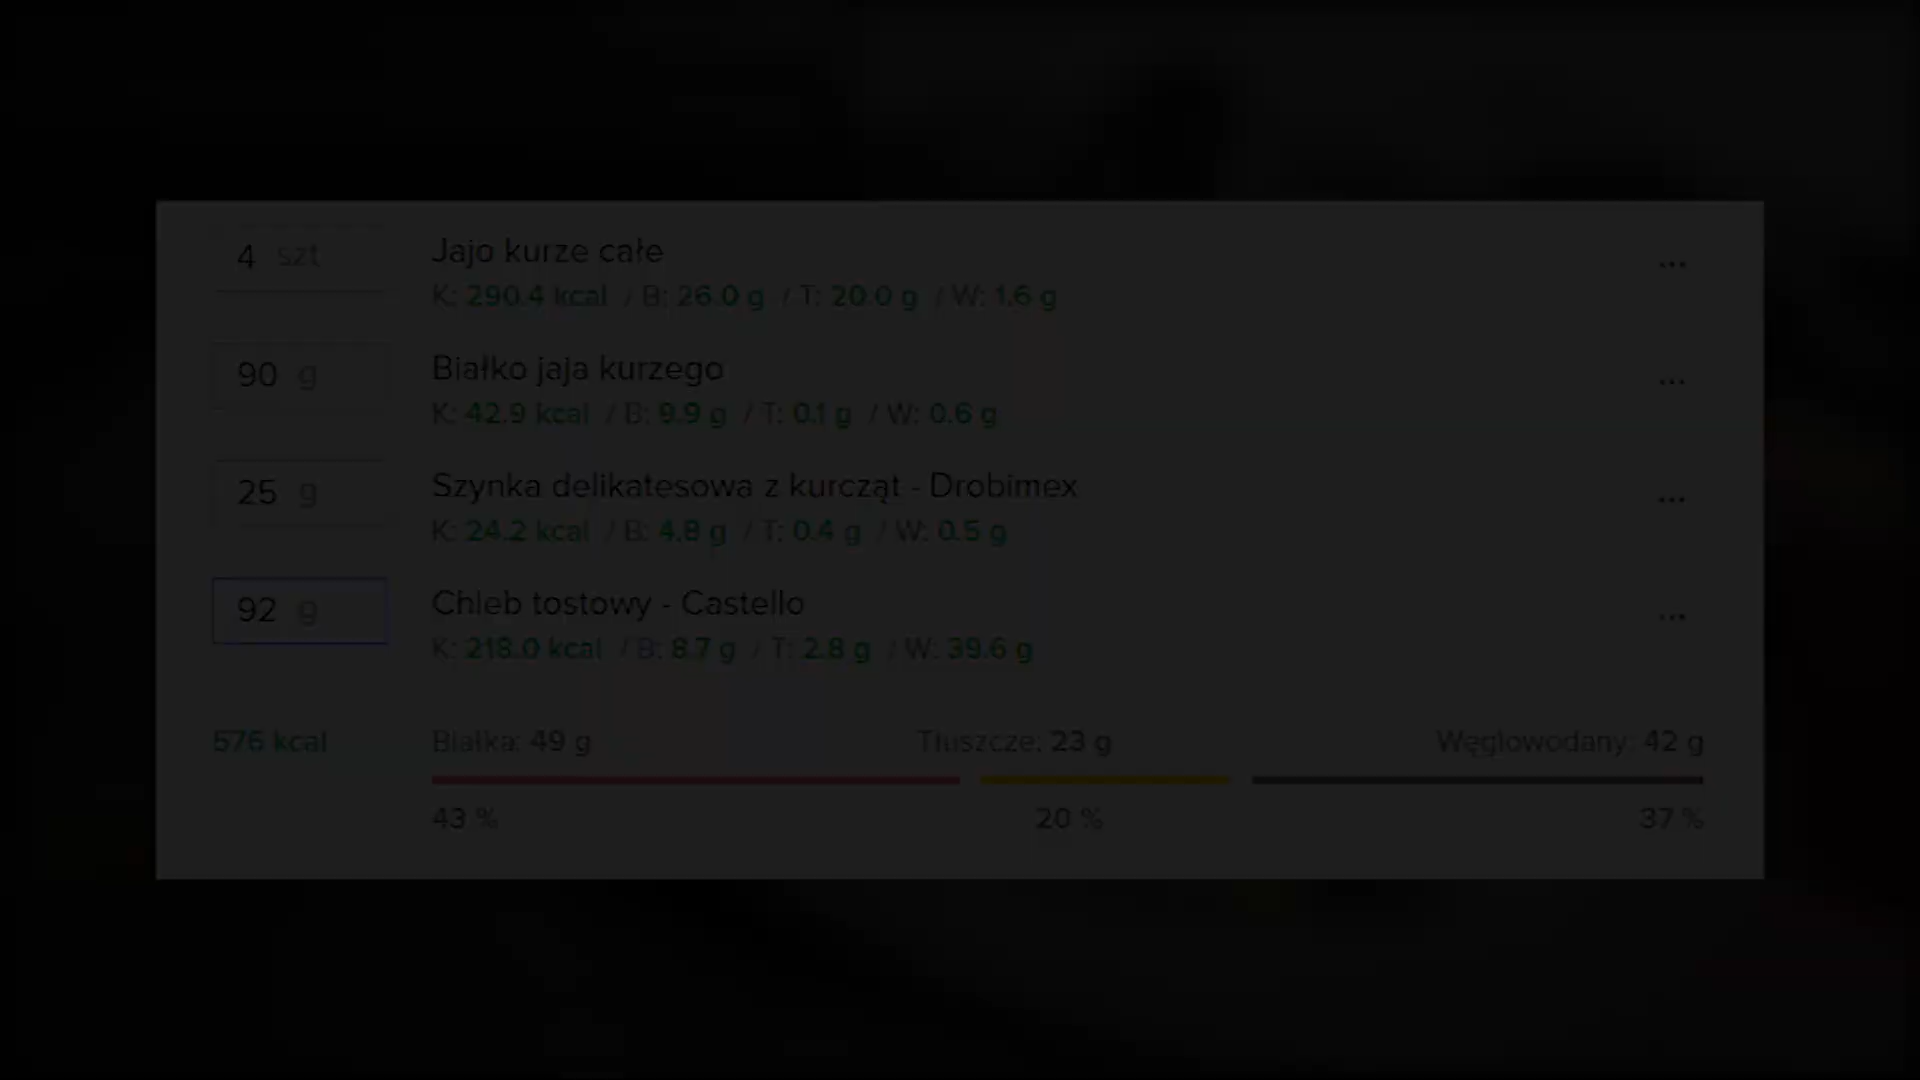 4 szt
Jajo kurze całe
K: 290.4 kcal / B: 26.0 g / T: 20.0 g / W: 1.6 g
90 g
Białko jaja kurzego
K: 42.9 kcal / B: 9.9 g / T: 0.1 g / W: 0.6 g
25 g
Szynka delikatesowa z kurcząt - Drobimex
K: 24.2 kcal / B: 4.8 g / T: 0.4 g / W: 0.5 g
92 g
Chleb tostowy - Castello
K: 218.0 kcal / B: 8.7 g / T: 2.8 g / W: 39.6 g
576 kcal
Białka: 49 g
Tłuszcze: 23 g
Węglowodany: 42 g
43 %
20 %
37 %